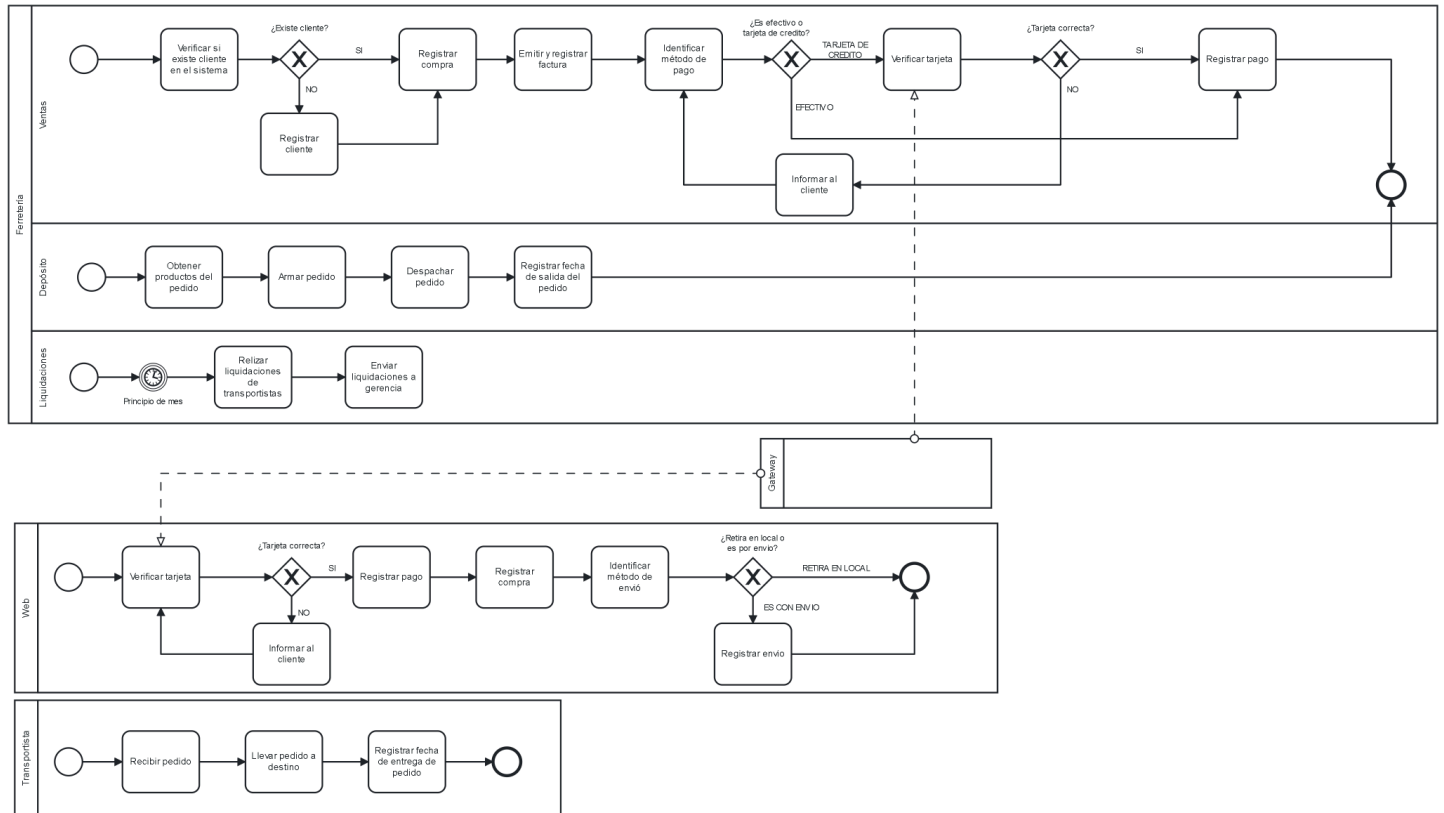 Ferretería
Ventas
Verificar si
existe cliente
en el sistema
¿Existe cliente?
SI
NO
Registrar
cliente
Registrar
compra
Emitir y registrar
factura
Identificar
método de
pago
¿Es efectivo o
tarjeta de credito?
TARJETA DE
CREDITO
EFECTIVO
Verificar tarjeta
¿Tarjeta correcta?
SI
NO
Informar al
cliente
Registrar pago
Depósito
Obtener
productos del
pedido
Armar pedido
Despachar
pedido
Registrar fecha
de salida del
pedido
Liquidaciones
Principio de mes
Relizar
liquidaciones
de
transportistas
Enviar
liquidaciones a
gerencia
Gateway
Web
Verificar tarjeta
¿Tarjeta correcta?
SI
NO
Informar al
cliente
Registrar pago
Registrar
compra
Identificar
método de
envió
¿Retira en local o
es por envio?
RETIRA EN LOCAL
ES CON ENVIO
Registrar envio
Transportista
Recibir pedido
Llevar pedido a
destino
Registrar fecha
de entrega de
pedido